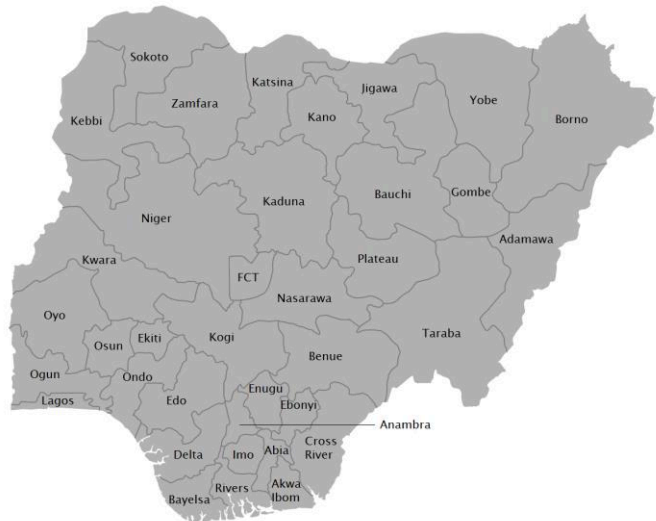 Sokoto
Katsina
Jigawa
Zamfara
Yobe
Kano
Kebbi
Borno
Bauchi
Gombe
Kaduna
Niger
Adamawa
Kwara
Plateau
FCT
Nasarawa
Oyo
Taraba
Kogi
Ekiti
Osun
Benue
Ogun
Ondo
Enugu
Lagos
Edo
Ebonyi
Anambra
Cross
River
Delta
Imo
Abia
Akwa
Ibom
Rivers
Bayelsa